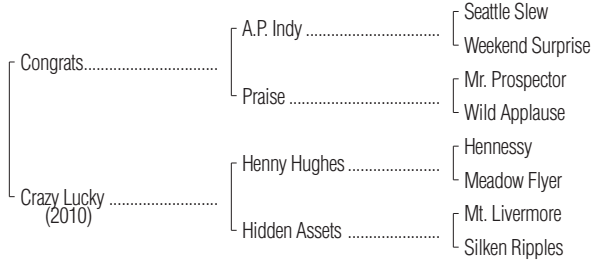 Seattle Slew
A.P. Indy ..............................
Weekend Surprise
Congrats..............................
Mr. Prospector
Praise ..................................
Wild Applause
Hennessy
Henny Hughes ....................
Meadow Flyer
Crazy Lucky ........................
(2010)
Mt. Livermore
Hidden Assets ....................
Silken Ripples